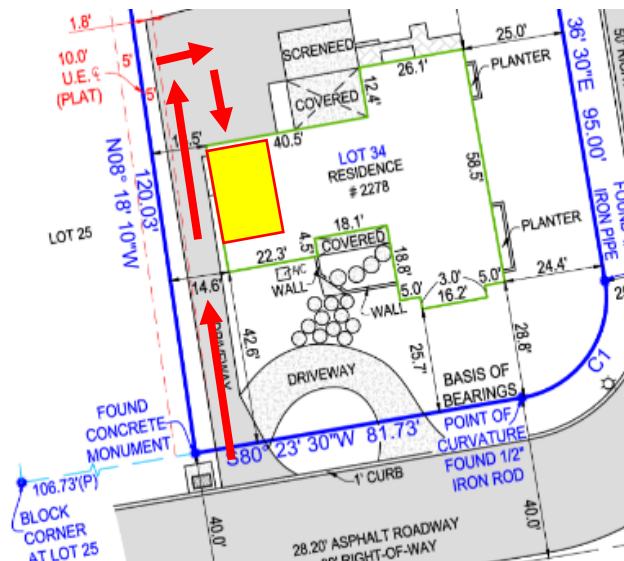 1.8'
10.0'
U.E. ℄
(PLAT)
5'
5'
SCREENED
COVERED
12.4'
26.1'
25.0'
PLANTER
36' 30"E 95.00'
40.5'
LOT 34
RESIDENCE
# 2278
58.5'
N08° 18' 10"W 120.03'
LOT 25
IRON PIPE
PLANTER
18.1'
COVERED
4.5'
22.3'
A/C
WALL
18.8'
WALL
5.0'
3.0'
16.2'
5.0'
24.4'
14.6'
42.6'
DRIVEWAY
DRIVEWAY
25.7'
28.8'
C1
BASIS OF
BEARINGS
FOUND
CONCRETE
MONUMENT
S80° 23' 30"W 81.73'
POINT OF
CURVATURE
FOUND 1/2"
IRON ROD
1' CURB
106.73'(P)
BLOCK
CORNER
AT LOT 25
40.0'
40.0'
28.20' ASPHALT ROADWAY
RIGHT-OF-WAY